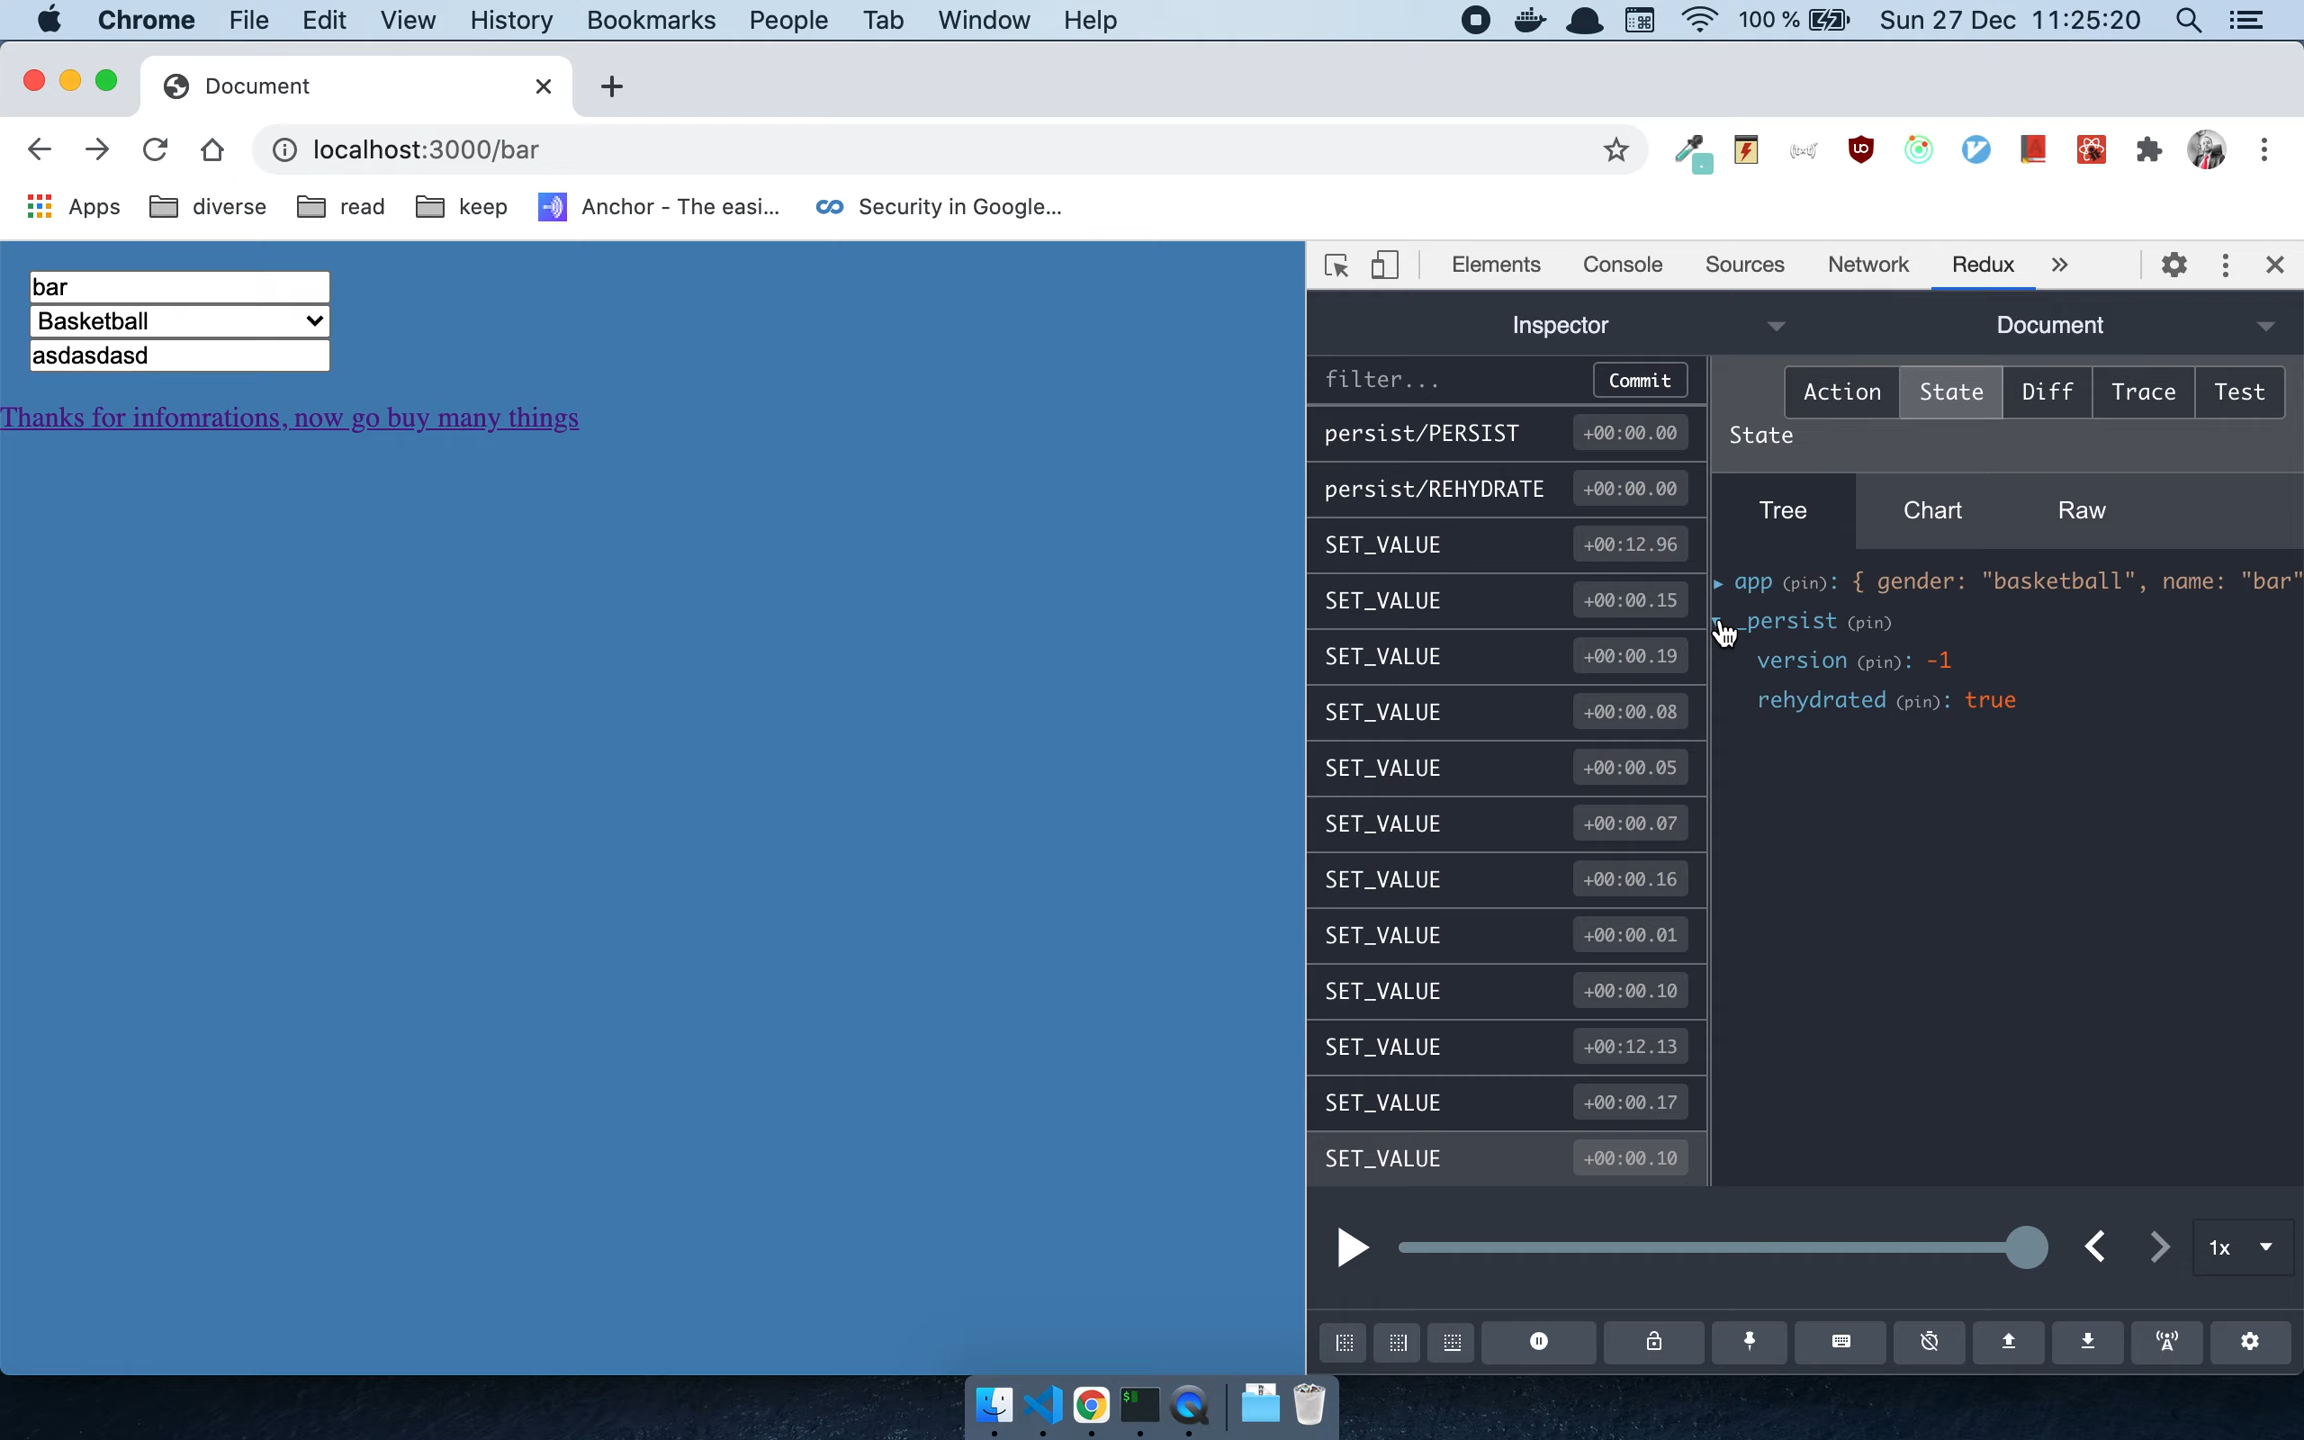 Chrome File Edit View History Bookmarks People Tab Window Help 100 % Sun 27 Dec 11:25:20
Document
localhost:3000/bar
Apps diverse read keep Anchor - The easi... Security in Google...
bar
Basketball
asdasdasd
Thanks for infomrations, now go buy many things
Elements Console Sources Network Redux
Inspector Document
filter... Commit
persist/PERSIST +00:00.00
persist/REHYDRATE +00:00.00
SET_VALUE +00:12.96
SET_VALUE +00:00.15
SET_VALUE +00:00.19
SET_VALUE +00:00.08
SET_VALUE +00:00.05
SET_VALUE +00:00.07
SET_VALUE +00:00.16
SET_VALUE +00:00.01
SET_VALUE +00:00.10
SET_VALUE +00:12.13
SET_VALUE +00:00.17
SET_VALUE +00:00.10
Action State Diff Trace Test
State
Tree Chart Raw
app (pin): { gender: "basketball", name: "bar"
_persist (pin)
version (pin): -1
rehydrated (pin): true
1x